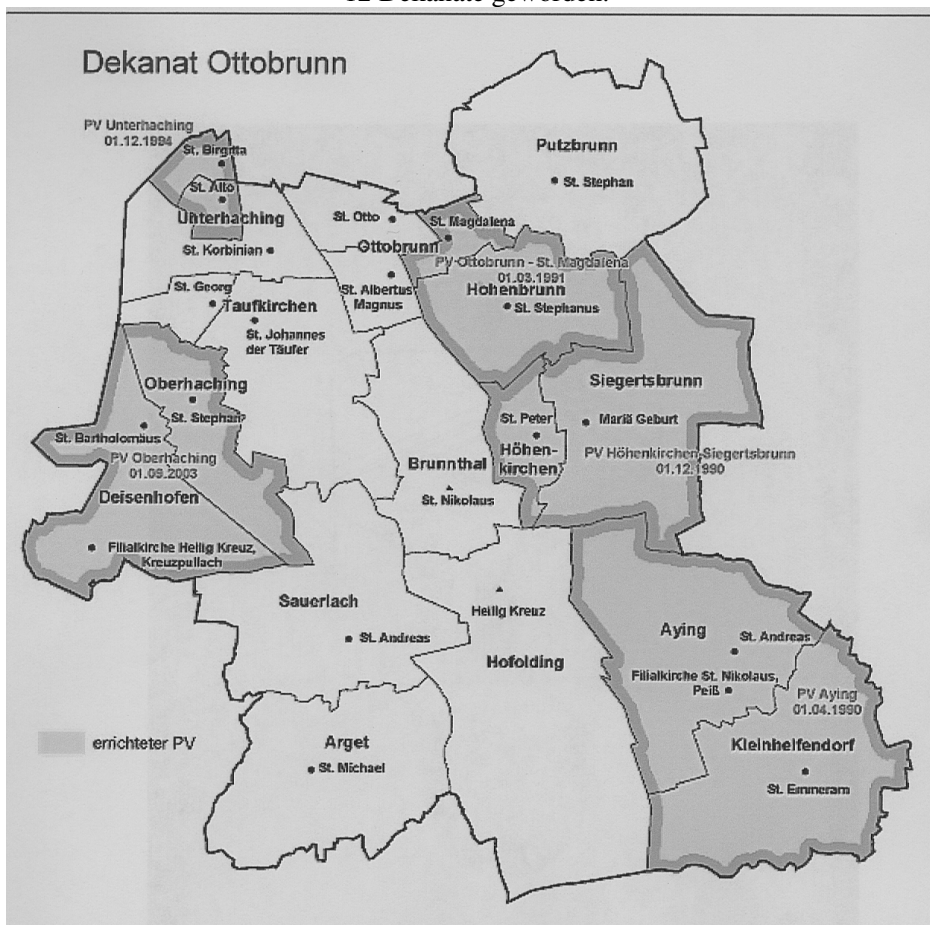 12 Dekanate geworden.
Dekanat Ottobrunn
PV Unterhaching
01.12.1994
St. Birgitta
St. Alto
Unterhaching
St. Korbinian
Putzbrunn
St. Stephan
St. Otto
Ottobrunn
St. Albertus
Magnus
St. Magdalena
PV Ottobrunn - St. Magdalena
01.03.1991
Hohenbrunn
St. Stephanus
St. Georg
Taufkirchen
St. Johannes
der Täufer
Oberhaching
St. Stephan
St. Bartholomäus
PV Oberhaching
01.09.2003
Deisenhofen
Filialkirche Heilig Kreuz,
Kreuzpullach
Siegertsbrunn
Mariä Geburt
St. Peter
Höhen-
kirchen
PV Höhenkirchen-Siegertsbrunn
01.12.1990
Brunnthal
St. Nikolaus
Sauerlach
St. Andreas
Heilig Kreuz
Hofolding
Aying
St. Andreas
Filialkirche St. Nikolaus,
Peiß
PV Aying
01.04.1990
Kleinhelfendorf
St. Emmeram
errichteter PV
Arget
St. Michael